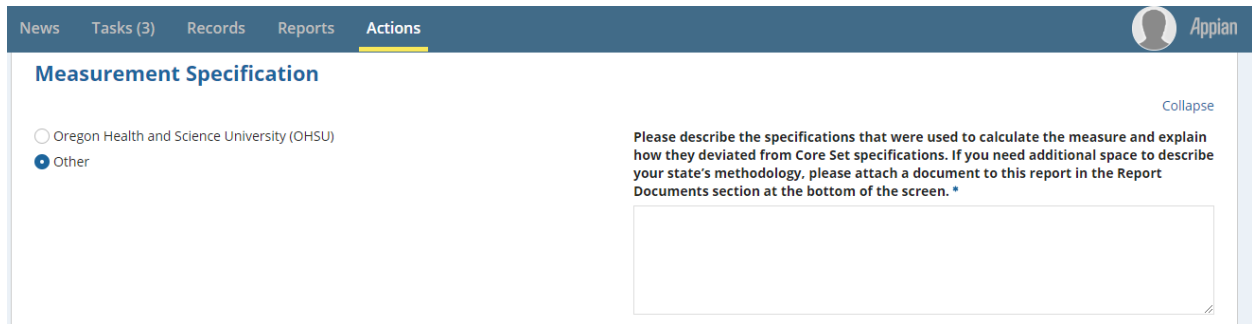 News Tasks (3) Records Reports Actions Appian
Measurement Specification
Collapse
Oregon Health and Science University (OHSU)
Other
Please describe the specifications that were used to calculate the measure and explain
how they deviated from Core Set specifications. If you need additional space to describe
your state's methodology, please attach a document to this report in the Report
Documents section at the bottom of the screen. *